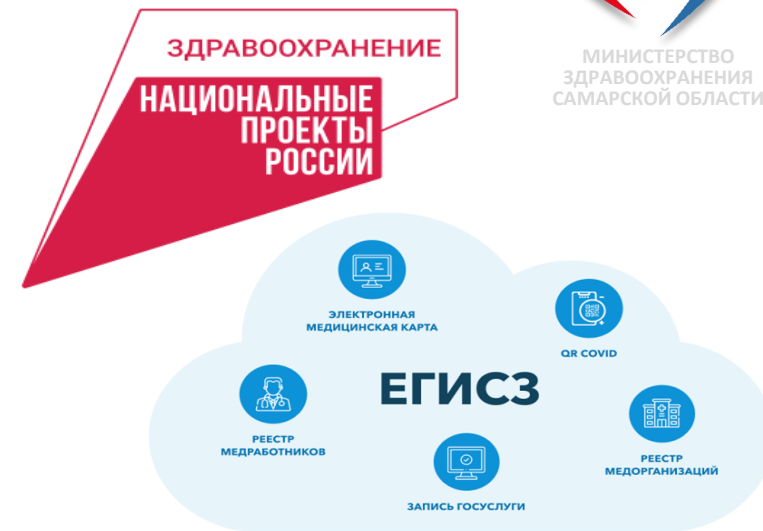 ЗДРАВООХРАНЕНИЕ
НАЦИОНАЛЬНЫЕ
ПРОЕКТЫ
РОССИИ
МИНИСТЕРСТВО
ЗДРАВООХРАНЕНИЯ
САМАРСКОЙ ОБЛАСТИ
ЭЛЕКТРОННАЯ
МЕДИЦИНСКАЯ КАРТА
QR COVID
ЕГИСЗ
РЕЕСТР
МЕДРАБОТНИКОВ
РЕЕСТР
МЕДОРГАНИЗАЦИЙ
ЗАПИСЬ ГОСУСЛУГИ